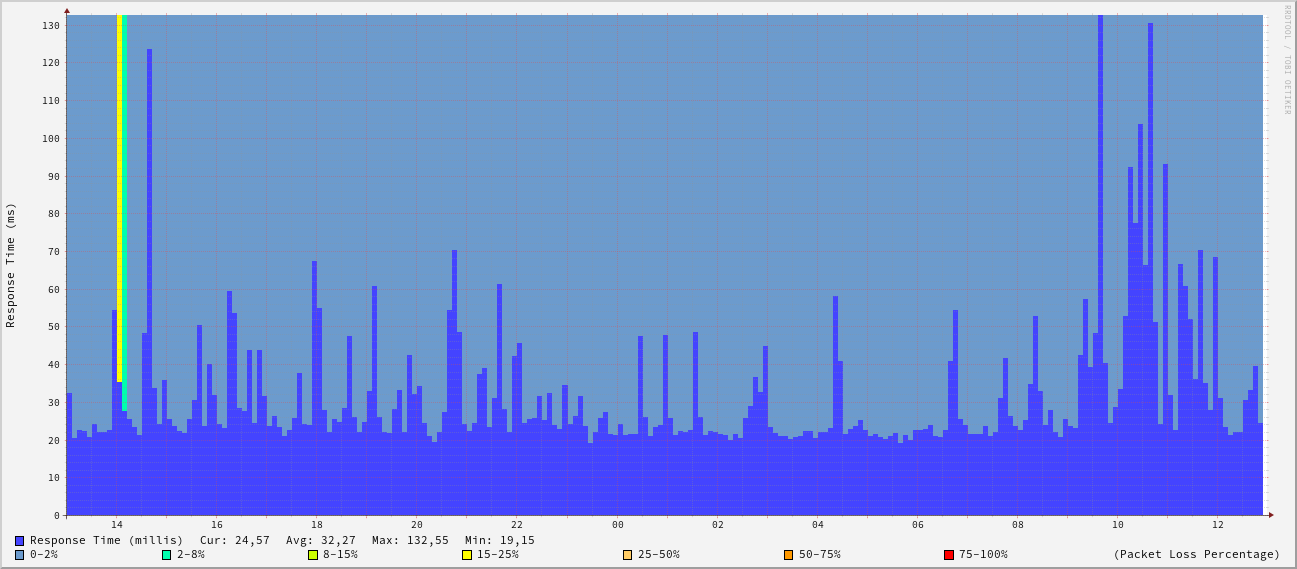 RRDTOOL / TOBI OETIKER
Response Time (ms)
130
120
110
100
90
80
70
60
50
40
30
20
10
0
14 16 18 20 22 00 02 04 06 08 10 12
Response Time (millis) Cur: 24,57 Avg: 32,27 Max: 132,55 Min: 19,15
0-2% 2-8% 8-15% 15-25% 25-50% 50-75% 75-100% (Packet Loss Percentage)